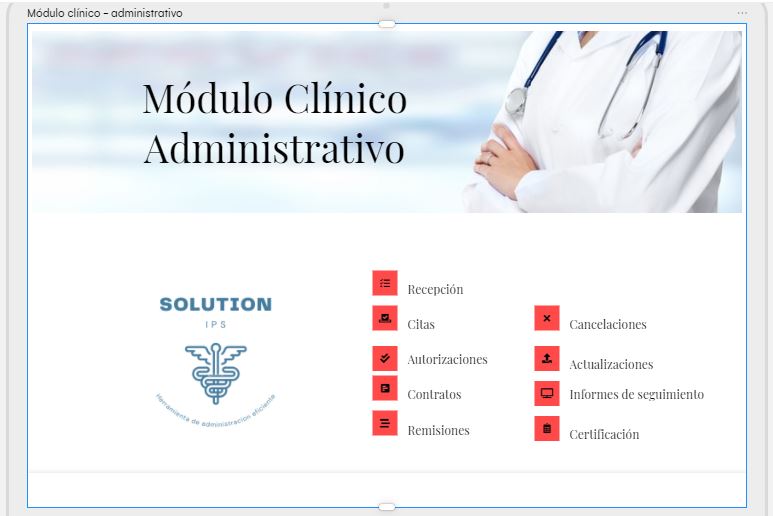 Módulo clínico - administrativo
Módulo Clínico
Administrativo
SOLUTION
IPS
Herramienta de administracion eficiente
Recepción
Citas
Autorizaciones
Contratos
Remisiones
Cancelaciones
Actualizaciones
Informes de seguimiento
Certificación